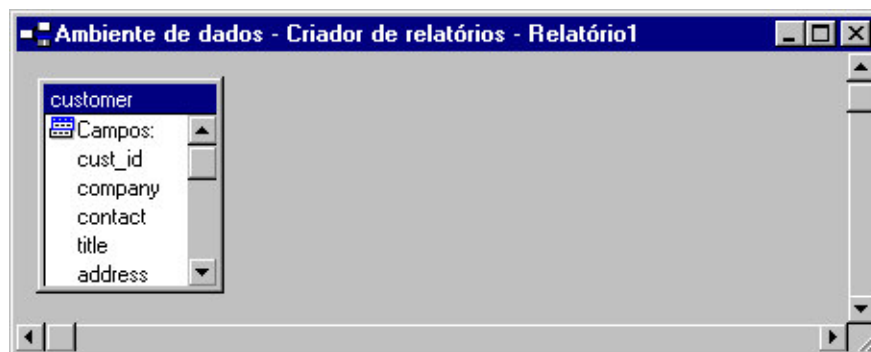 Ambiente de dados - Criador de relatórios - Relatório1
customer
Campos:
cust_id
company
contact
title
address